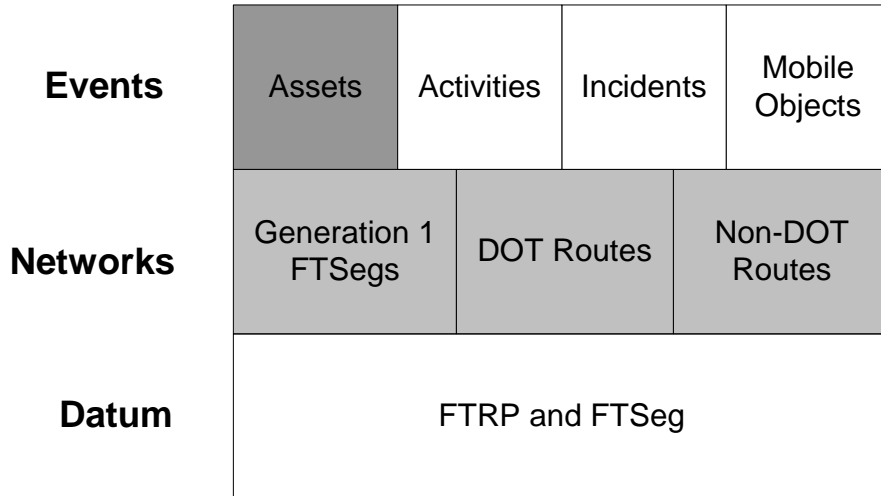 Events
Assets
Activities
Incidents
Mobile
Objects
Networks
Generation 1
FTSegs
DOT Routes
Non-DOT
Routes
Datum
FTRP and FTSeg